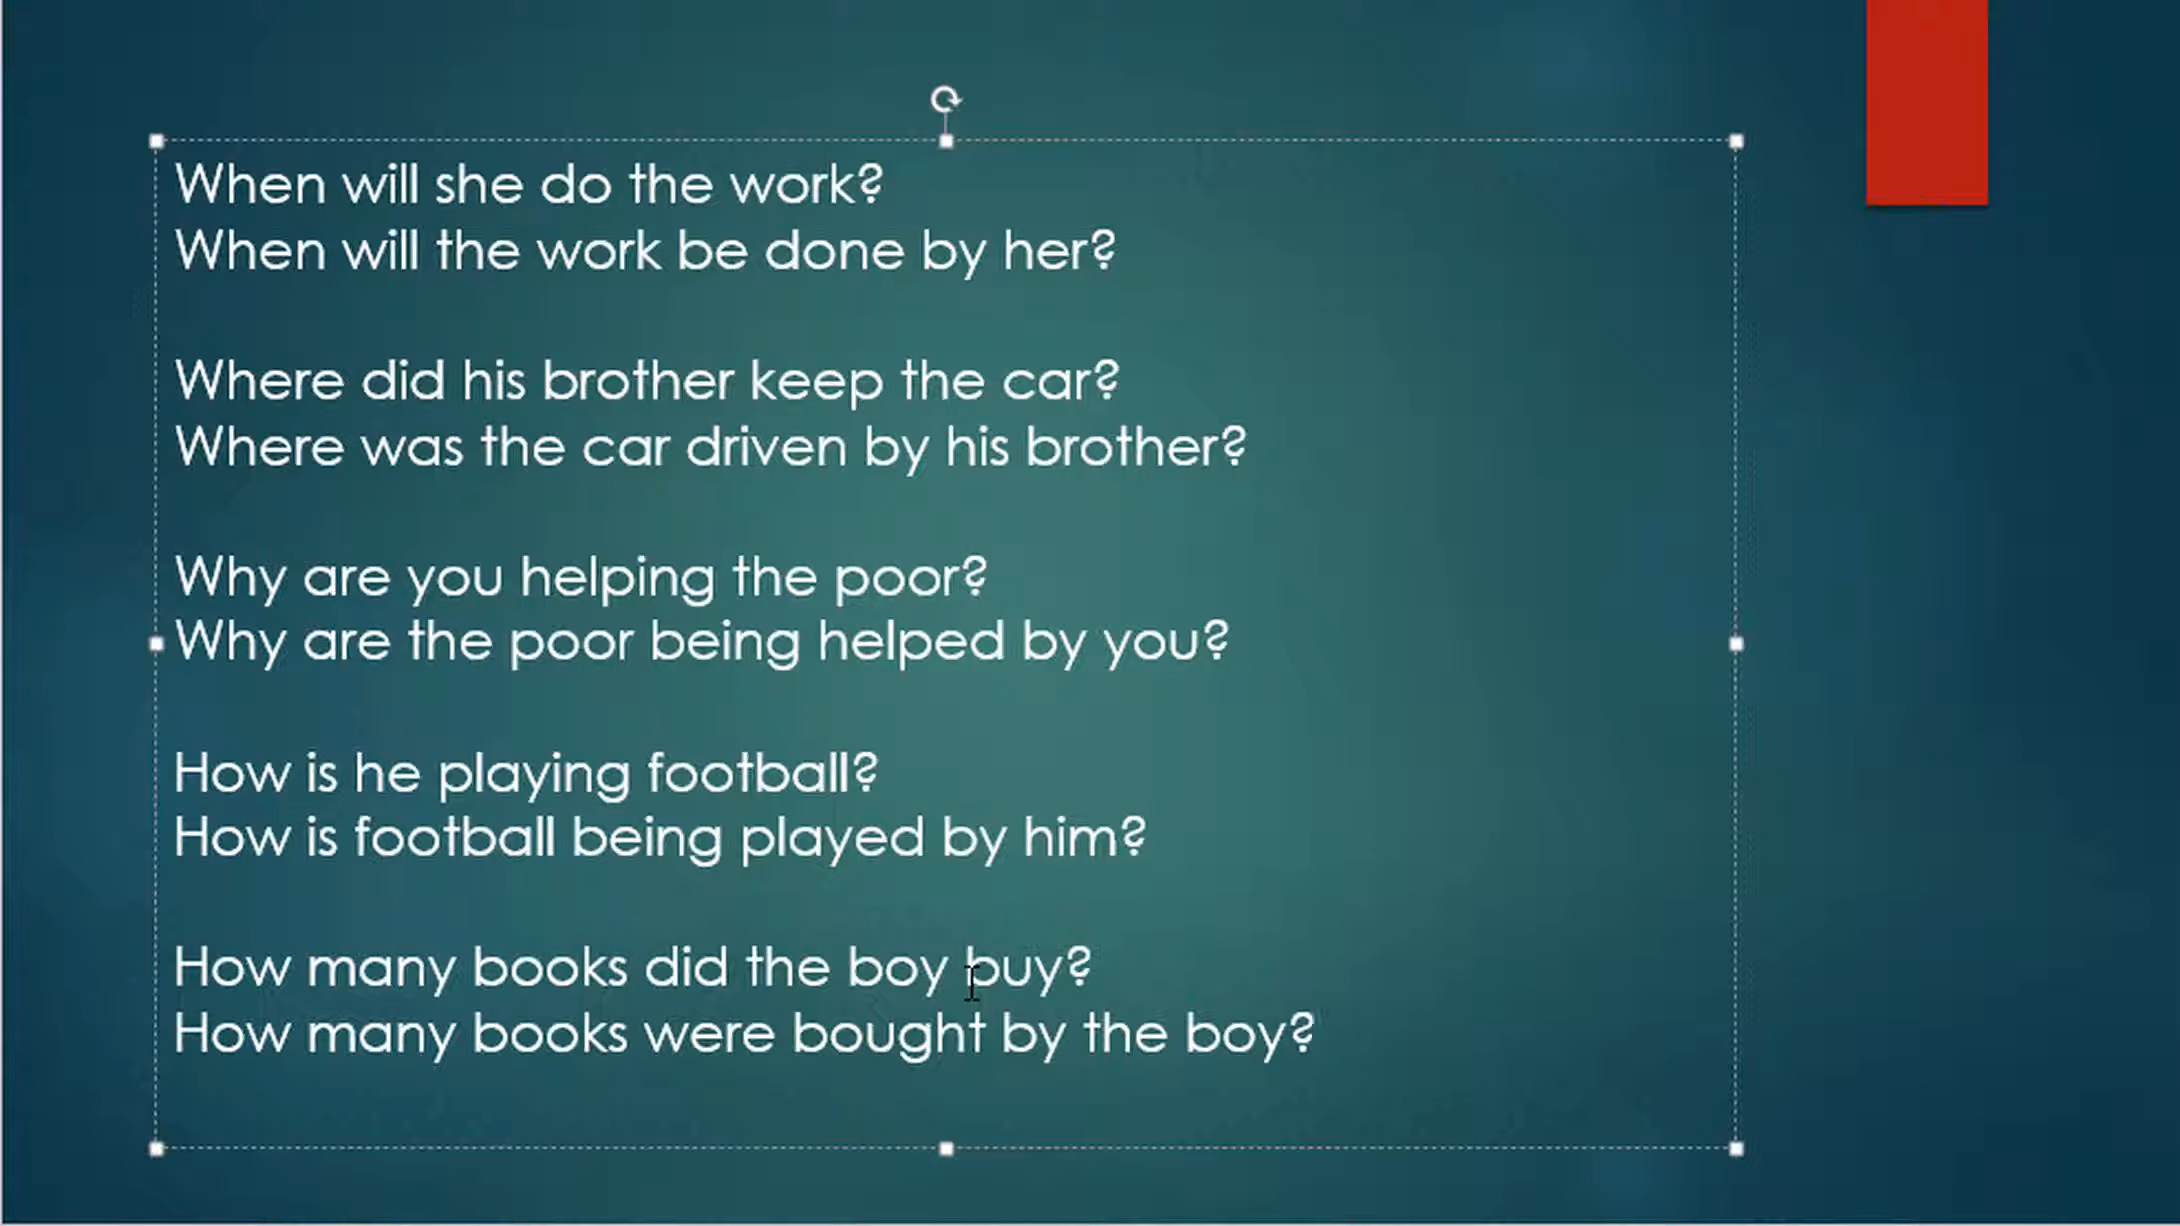 When will she do the work?
When will the work be done by her?
Where did his brother keep the car?
Where was the car driven by his brother?
Why are you helping the poor?
Why are the poor being helped by you?
How is he playing football?
How is football being played by him?
How many books did the boy buy?
How many books were bought by the boy?